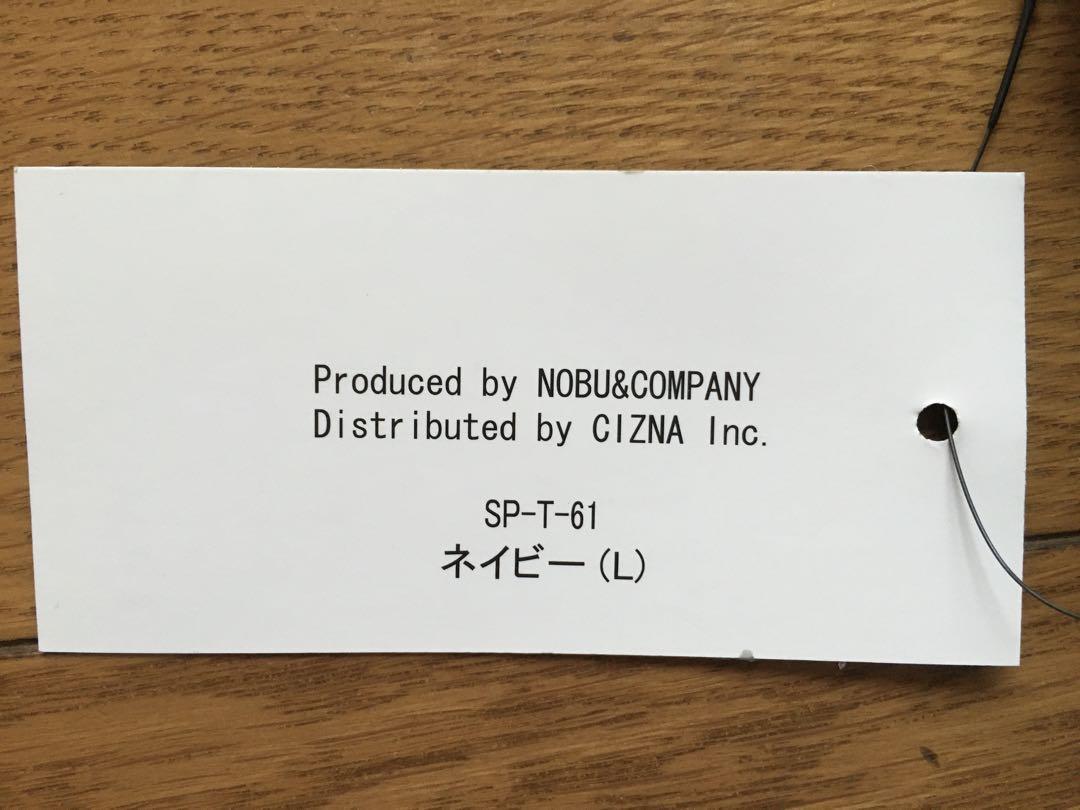 Produced by NOBU&COMPANY
Distributed by CIZNA Inc.
SP-T-61
ネイビー(L)